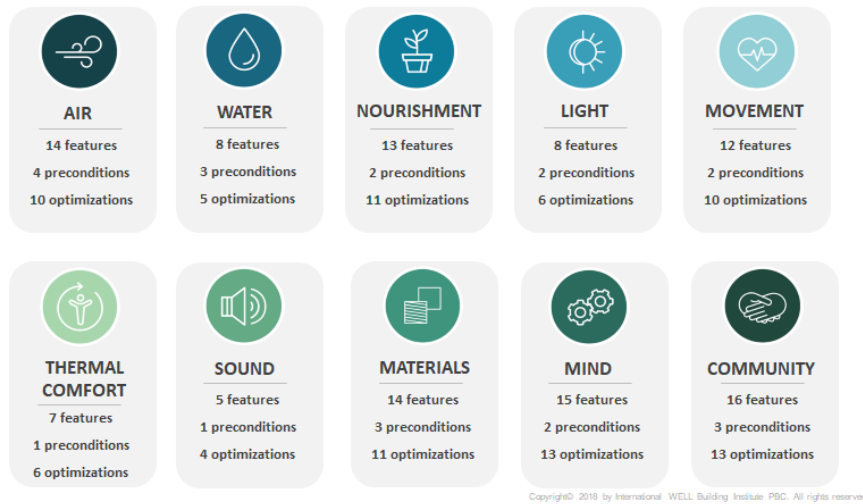 AIR
14 features
4 preconditions
10 optimizations
WATER
8 features
3 preconditions
5 optimizations
NOURISHMENT
13 features
2 preconditions
11 optimizations
LIGHT
8 features
2 preconditions
6 optimizations
MOVEMENT
12 features
2 preconditions
10 optimizations
THERMAL
COMFORT
7 features
1 preconditions
6 optimizations
SOUND
5 features
1 preconditions
4 optimizations
MATERIALS
14 features
3 preconditions
11 optimizations
MIND
15 features
2 preconditions
13 optimizations
COMMUNITY
16 features
3 preconditions
13 optimizations
Copyright© 2018 by International WELL Building Institute PBC. All rights reserve